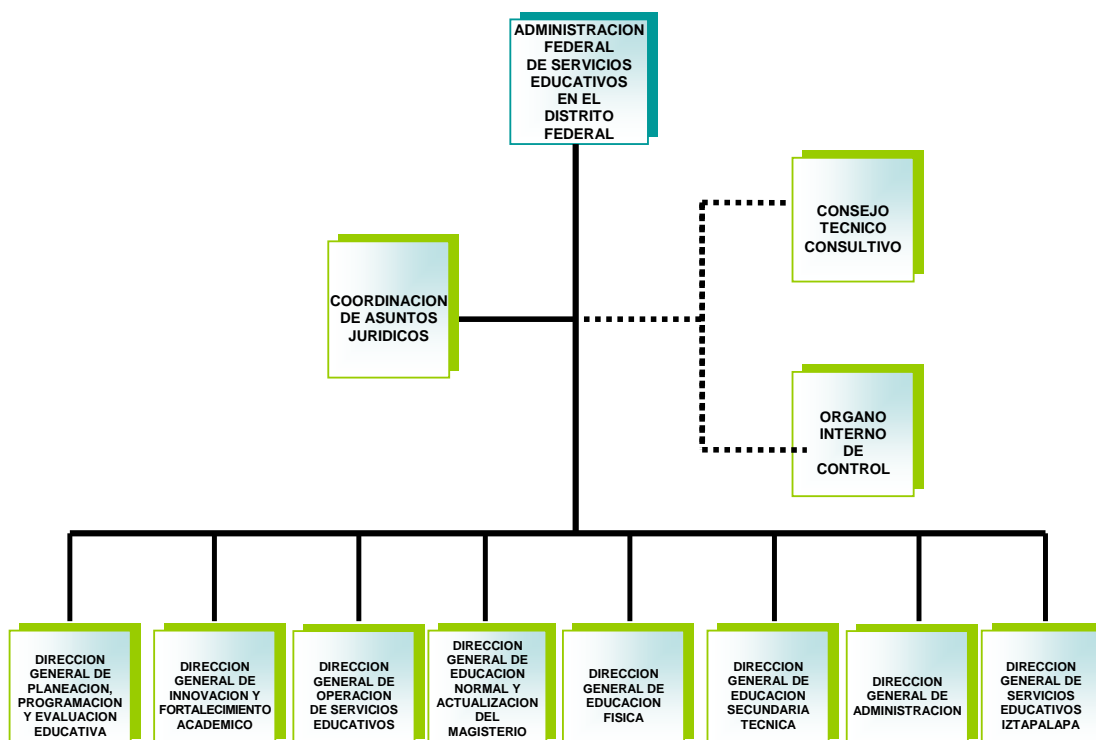 ADMINISTRACION
FEDERAL
DE SERVICIOS
EDUCATIVOS
EN EL
DISTRITO
FEDERAL
CONSEJO
TECNICO
CONSULTIVO
COORDINACION
DE ASUNTOS
JURIDICOS
ORGANO
INTERNO
DE
CONTROL
DIRECCION
GENERAL DE
PLANEACION,
PROGRAMACION
Y EVALUACION
EDUCATIVA
DIRECCION
GENERAL DE
INNOVACION Y
FORTALECIMIENTO
ACADEMICO
DIRECCION
GENERAL DE
OPERACION
DE SERVICIOS
EDUCATIVOS
DIRECCION
GENERAL DE
EDUCACION
NORMAL Y
ACTUALIZACION
DEL
MAGISTERIO
DIRECCION
GENERAL DE
EDUCACION
FISICA
DIRECCION
GENERAL DE
EDUCACION
SECUNDARIA
TECNICA
DIRECCION
GENERAL DE
ADMINISTRACION
DIRECCION
GENERAL DE
SERVICIOS
EDUCATIVOS
IZTAPALAPA